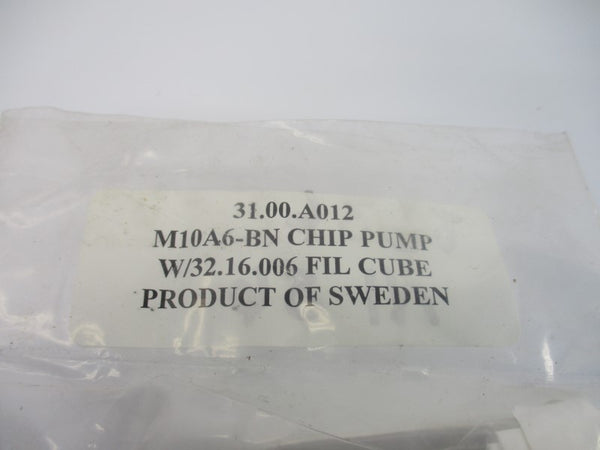 31.00.A012
M10A6-BN CHIP PUMP
W/32.16.006 FIL CUBE
PRODUCT OF SWEDEN